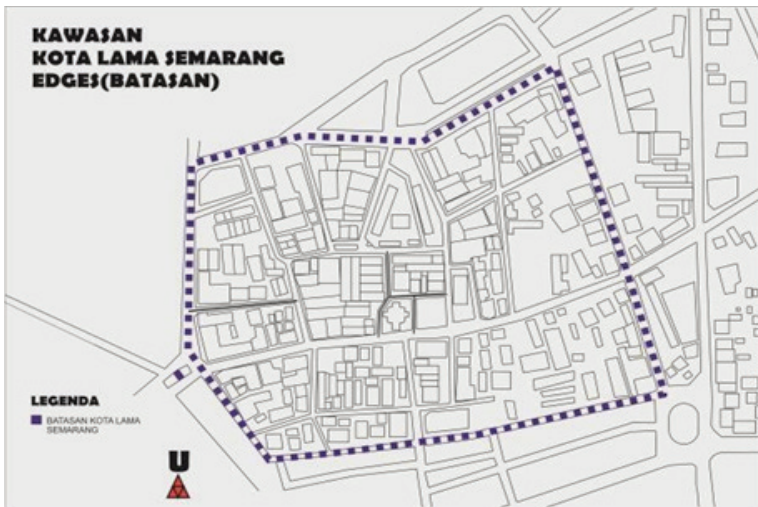 KAWASAN
KOTA LAMA SEMARANG
EDGES(BATASAN)
LEGENDA
BATASAN KOTA LAMA
SEMARANG
U